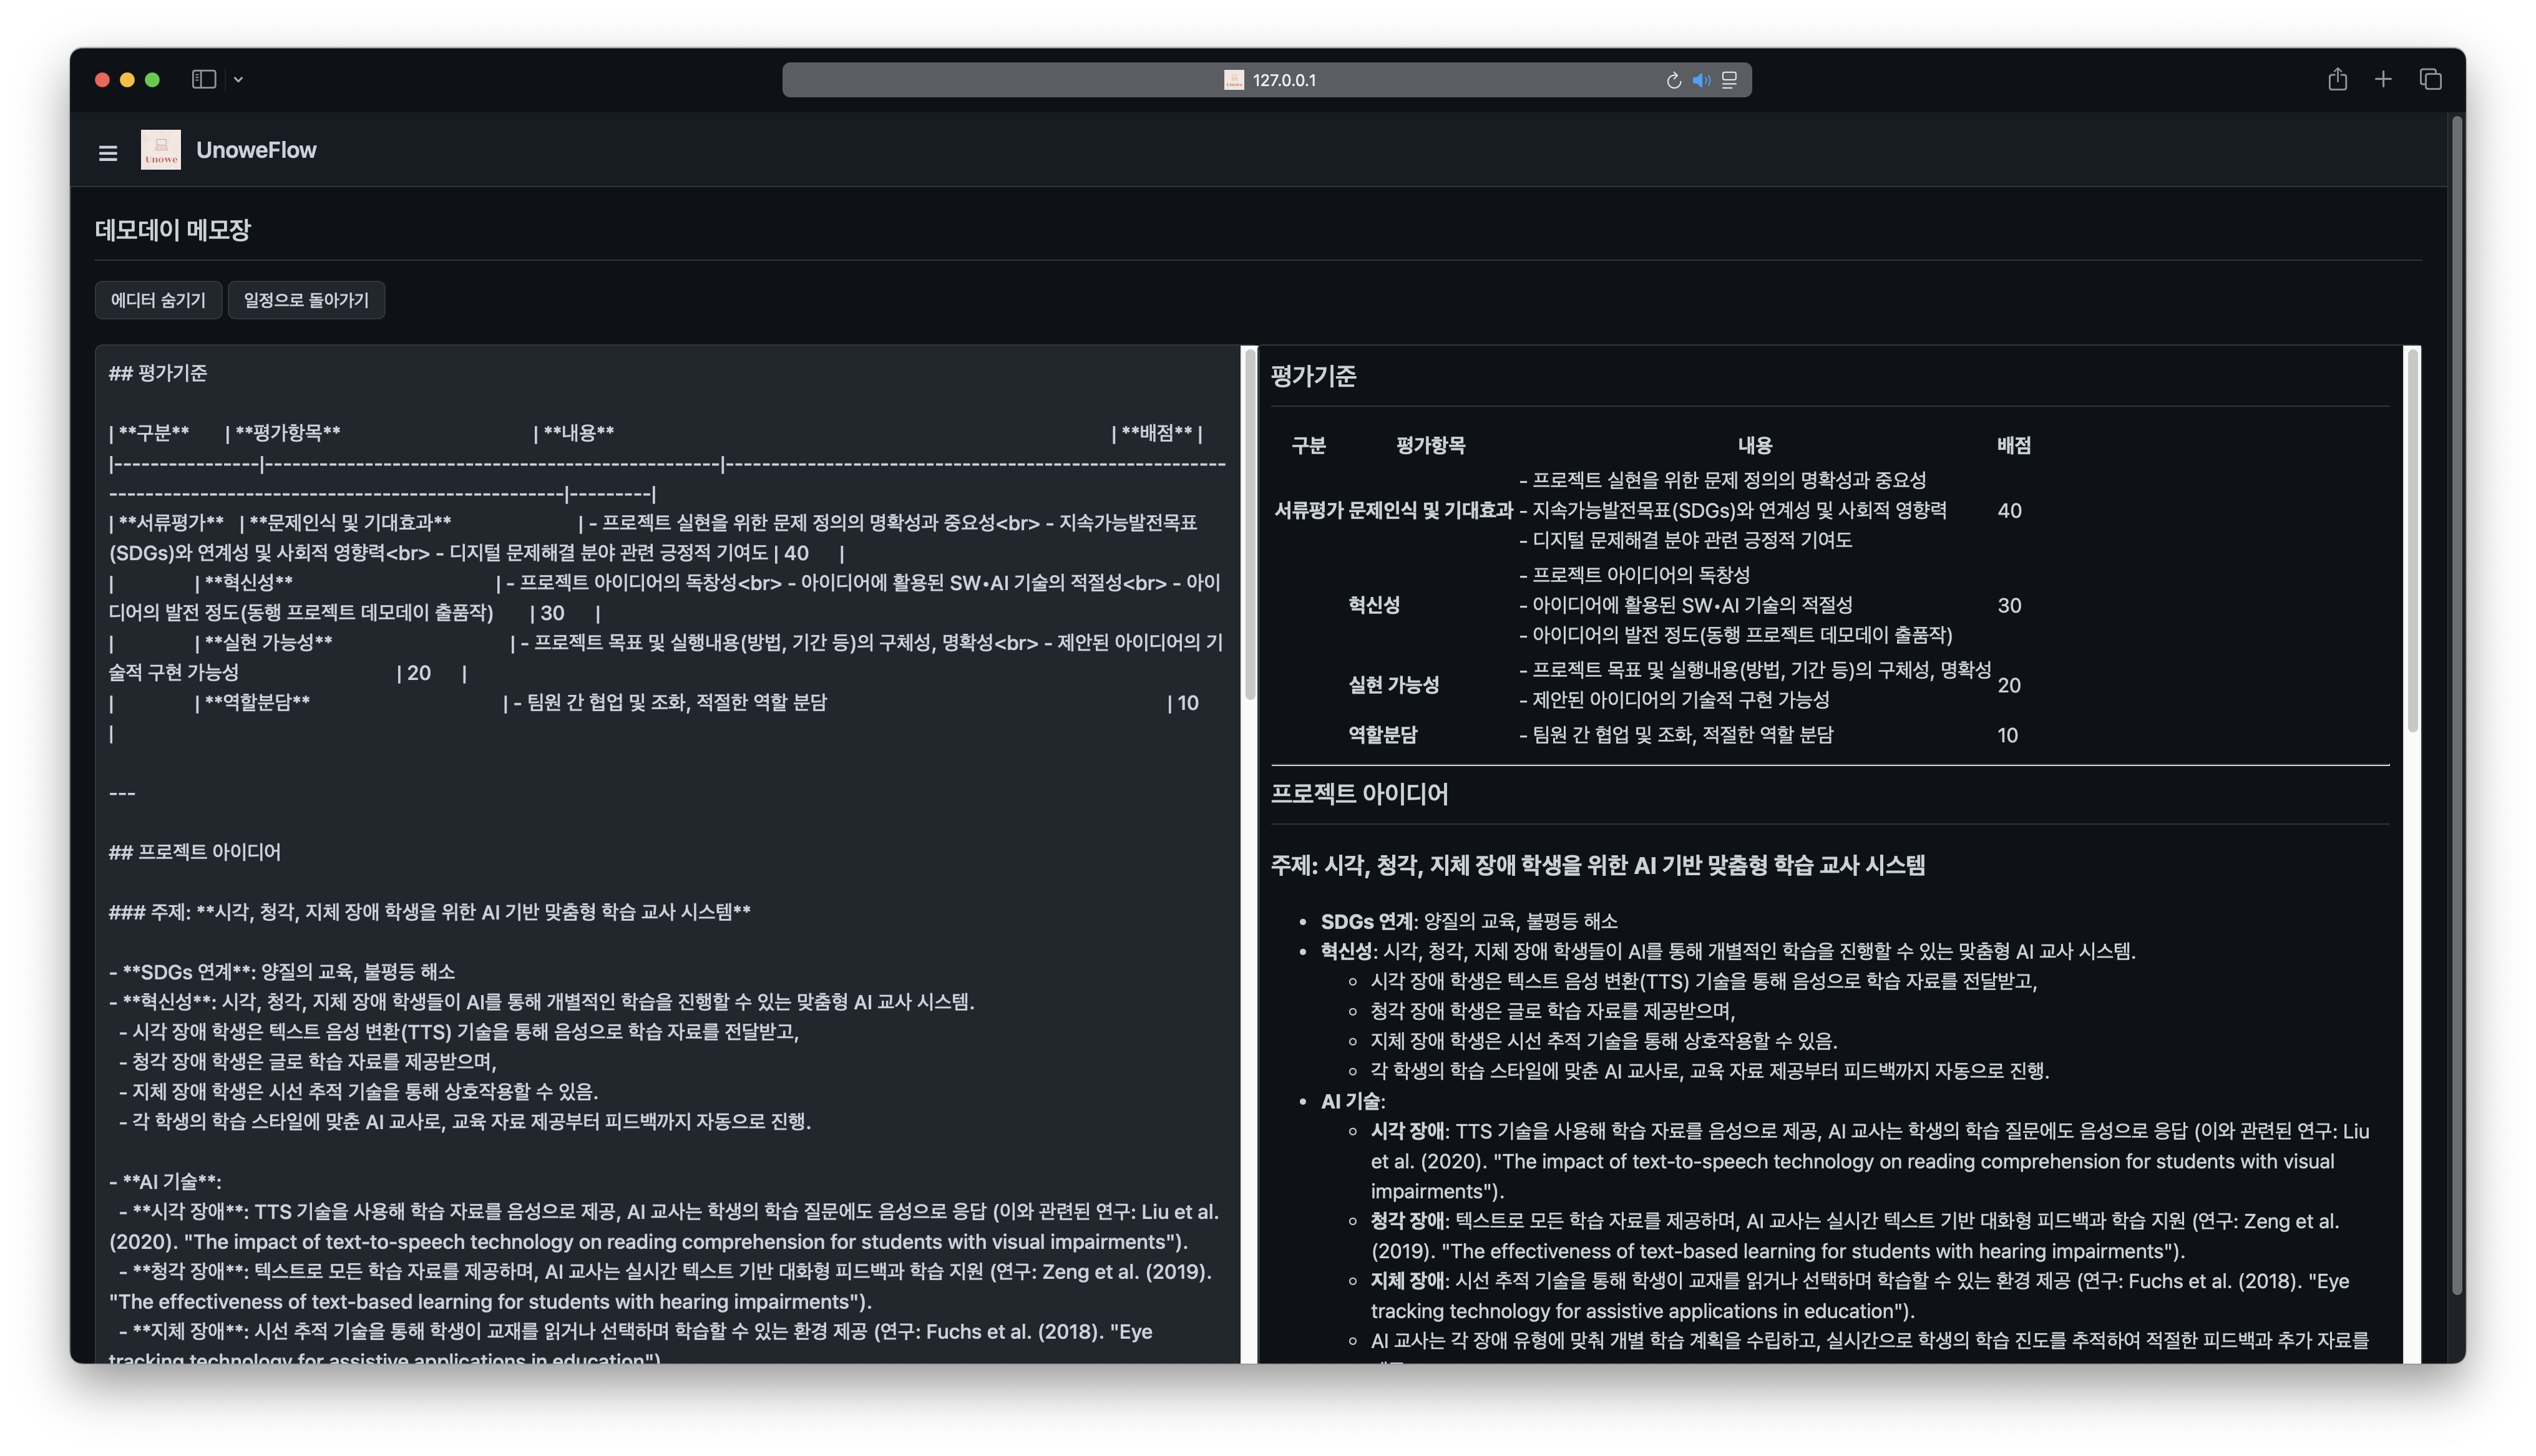 127.0.0.1
Unowe
UnoweFlow
데모데이 메모장
에디터 숨기기 일정으로 돌아가기
## 평가기준
| **구분** | **평가항목** | **내용** | **배점** |
|----------------|--------------------------------------------------|-------------------------------------------------------
--------------------------------------------------|---------|
| **서류평가** | **문제인식 및 기대효과** | - 프로젝트 실현을 위한 문제 정의의 명확성과 중요성<br> - 지속가능발전목표
(SDGs)와 연계성 및 사회적 영향력<br> - 디지털 문제해결 분야 관련 긍정적 기여도 | 40 |
| | **혁신성** | - 프로젝트 아이디어의 독창성<br> - 아이디어에 활용된 SW•AI 기술의 적절성<br> - 아이
디어의 발전 정도(동행 프로젝트 데모데이 출품작) | 30 |
| | **실현 가능성** | - 프로젝트 목표 및 실행내용(방법, 기간 등)의 구체성, 명확성<br> - 제안된 아이디어의 기
술적 구현 가능성 | 20 |
| | **역할분담** | - 팀원 간 협업 및 조화, 적절한 역할 분담 | 10
|
---
## 프로젝트 아이디어
### 주제: **시각, 청각, 지체 장애 학생을 위한 AI 기반 맞춤형 학습 교사 시스템**
- **SDGs 연계**: 양질의 교육, 불평등 해소
- **혁신성**: 시각, 청각, 지체 장애 학생들이 AI를 통해 개별적인 학습을 진행할 수 있는 맞춤형 AI 교사 시스템.
- 시각 장애 학생은 텍스트 음성 변환(TTS) 기술을 통해 음성으로 학습 자료를 전달받고,
- 청각 장애 학생은 글로 학습 자료를 제공받으며,
- 지체 장애 학생은 시선 추적 기술을 통해 상호작용할 수 있음.
- 각 학생의 학습 스타일에 맞춘 AI 교사로, 교육 자료 제공부터 피드백까지 자동으로 진행.
- **AI 기술**:
- **시각 장애**: TTS 기술을 사용해 학습 자료를 음성으로 제공, AI 교사는 학생의 학습 질문에도 음성으로 응답 (이와 관련된 연구: Liu et al.
(2020). "The impact of text-to-speech technology on reading comprehension for students with visual impairments").
- **청각 장애**: 텍스트로 모든 학습 자료를 제공하며, AI 교사는 실시간 텍스트 기반 대화형 피드백과 학습 지원 (연구: Zeng et al. (2019).
"The effectiveness of text-based learning for students with hearing impairments").
- **지체 장애**: 시선 추적 기술을 통해 학생이 교재를 읽거나 선택하며 학습할 수 있는 환경 제공 (연구: Fuchs et al. (2018). "Eye
tracking technology for assistive applications in education")
평가기준
구분 평가항목 내용 배점
- 프로젝트 실현을 위한 문제 정의의 명확성과 중요성
서류평가 문제인식 및 기대효과 - 지속가능발전목표(SDGs)와 연계성 및 사회적 영향력 40
- 디지털 문제해결 분야 관련 긍정적 기여도
- 프로젝트 아이디어의 독창성
혁신성 - 아이디어에 활용된 SW•AI 기술의 적절성 30
- 아이디어의 발전 정도(동행 프로젝트 데모데이 출품작)
- 프로젝트 목표 및 실행내용(방법, 기간 등)의 구체성, 명확성
실현 가능성 20
- 제안된 아이디어의 기술적 구현 가능성
역할분담 - 팀원 간 협업 및 조화, 적절한 역할 분담 10
프로젝트 아이디어
주제: 시각, 청각, 지체 장애 학생을 위한 AI 기반 맞춤형 학습 교사 시스템
• SDGs 연계: 양질의 교육, 불평등 해소
• 혁신성: 시각, 청각, 지체 장애 학생들이 AI를 통해 개별적인 학습을 진행할 수 있는 맞춤형 AI 교사 시스템.
◦ 시각 장애 학생은 텍스트 음성 변환(TTS) 기술을 통해 음성으로 학습 자료를 전달받고,
◦ 청각 장애 학생은 글로 학습 자료를 제공받으며,
◦ 지체 장애 학생은 시선 추적 기술을 통해 상호작용할 수 있음.
◦ 각 학생의 학습 스타일에 맞춘 AI 교사로, 교육 자료 제공부터 피드백까지 자동으로 진행.
• AI 기술:
◦ 시각 장애: TTS 기술을 사용해 학습 자료를 음성으로 제공, AI 교사는 학생의 학습 질문에도 음성으로 응답 (이와 관련된 연구: Liu
et al. (2020). "The impact of text-to-speech technology on reading comprehension for students with visual
impairments").
◦ 청각 장애: 텍스트로 모든 학습 자료를 제공하며, AI 교사는 실시간 텍스트 기반 대화형 피드백과 학습 지원 (연구: Zeng et al.
(2019). "The effectiveness of text-based learning for students with hearing impairments").
◦ 지체 장애: 시선 추적 기술을 통해 학생이 교재를 읽거나 선택하며 학습할 수 있는 환경 제공 (연구: Fuchs et al. (2018). "Eye
tracking technology for assistive applications in education").
◦ AI 교사는 각 장애 유형에 맞춰 개별 학습 계획을 수립하고, 실시간으로 학생의 학습 진도를 추적하여 적절한 피드백과 추가 자료를